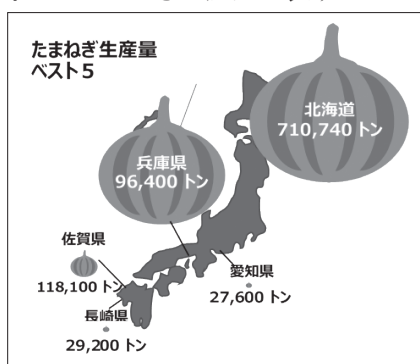 たまねぎ生産量
ベスト5
北海道
710,740 トン
兵庫県
96,400 トン
佐賀県
118,100 トン
愛知県
27,600 トン
長崎県
29,200 トン